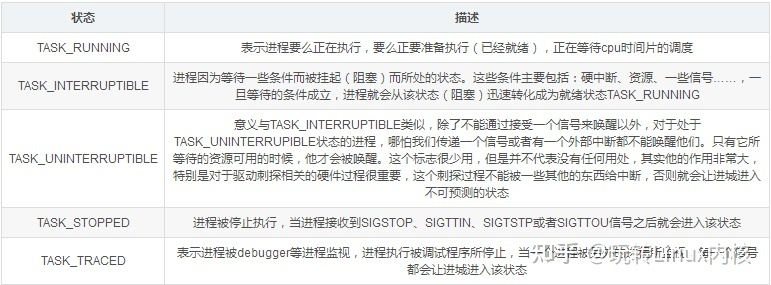 状态 描述
TASK_RUNNING 表示进程要么正在执行，要么正要准备执行（已经就绪），正在等待cpu时间片的调度
进程因为等待一些条件而被挂起（阻塞）而所处的状态。这些条件主要包括：硬中断、资源、一些信号……，一
TASK_INTERRUPTIBLE
旦等待的条件成立，进程就会从该状态（阻塞）迅速转化成为就绪状态TASK_RUNNING
意义与TASK_INTERRUPTIBLE类似，除了不能通过接受一个信号来唤醒以外，对于处于
TASK_UNINTERRUPIBLE状态的进程，哪怕我们传递一个信号或者有一个外部中断都不能唤醒他们。只有它所
TASK_UNINTERRUPTIBLE
等待的资源可用的时候，他才会被唤醒。这个标志很少用，但是并不代表没有任何用处，其实他的作用非常大，
特别是对于驱动刺探相关的硬件过程很重要，这个刺探过程不能被一些其他的东西给中断，否则就会让进城进入
不可预测的状态
TASK_STOPPED 进程被停止执行，当进程接收到SIGSTOP、SIGTTIN、SIGTSTP或者SIGTTOU信号之后就会进入该状态
表示进程被debugger等进程监视，进程执行被调试程序所停止，当一个进程被另外
TASK_TRACED
都会让进城进入该状态
知乎 @玩转Linux内核